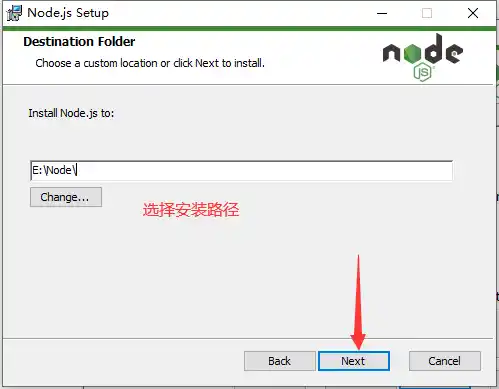 Node.js Setup
Destination Folder
Choose a custom location or click Next to install.
node
JS
Install Node.js to:
E:\Node\
Change...
选择安装路径
Back
Next
Cancel